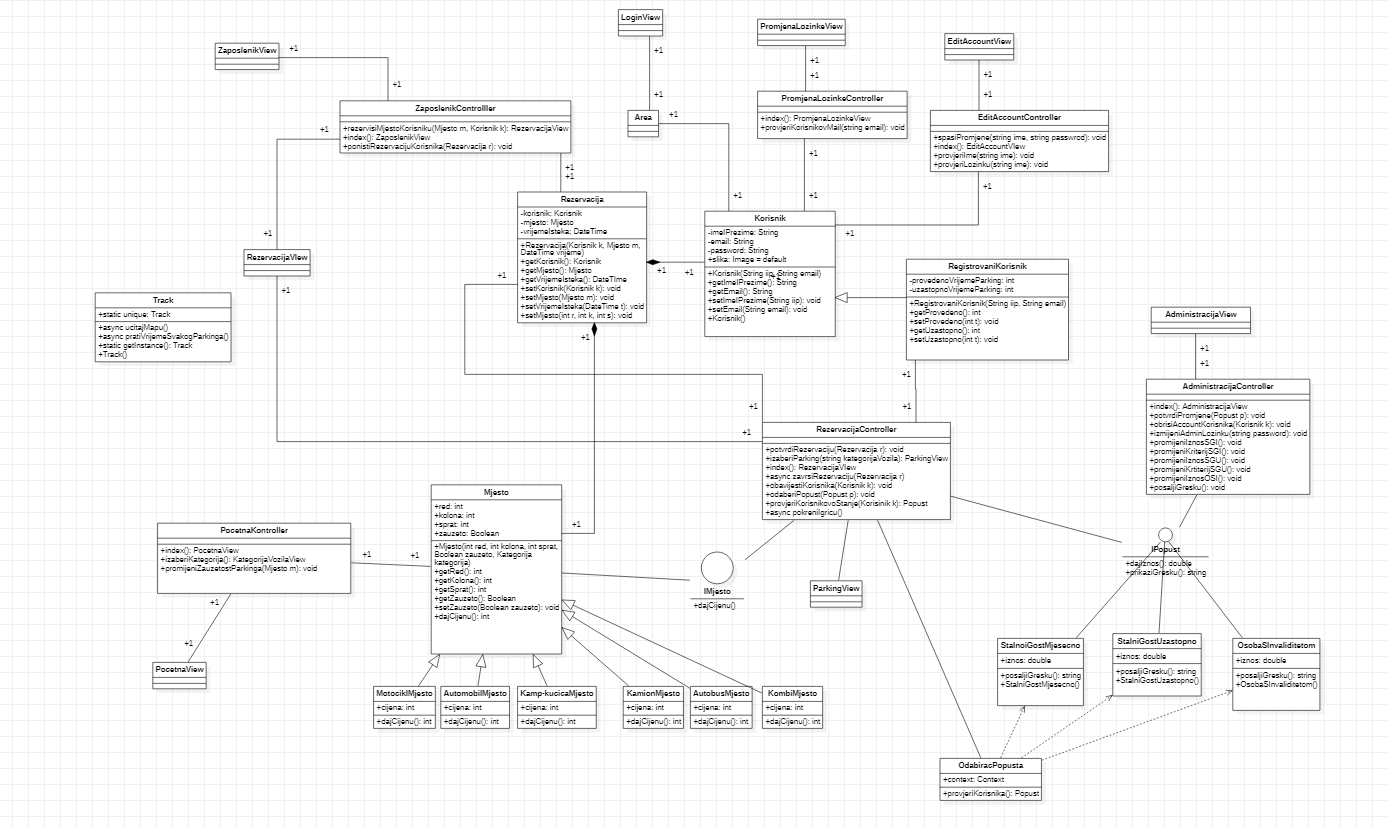 LoginView
+1
+1
PromjenaLozinkeView
+1
+1
EditAccountView
+1
+1
ZaposlenikView
+1
+1
ZaposlenikControlller
+rezervisiMjestoKorisniku(Mjesto m, Korisnik k): RezervacijaView
+index(): ZaposlenikView
+ponistiRezervacijuKorisnika(Rezervacija r): void
+1
+1
+1
+1
Area
+1
+1
PromjenaLozinkeController
+index(): PromjenaLozinkeView
+provjeriKorisnikovMail(string email): void
+1
+1
EditAccountController
+spasiPromjene(string ime, string passwrod): void
+index(): EditAccountView
+provjeriIme(string ime): void
+provjeriLozinku(string ime): void
+1
+1
Rezervacija
-korisnik: Korisnik
-mjesto: Mjesto
-vrijemeIsteka; DateTime
+Rezervacija(Korisnik k, Mjesto m,
DateTime vrijeme)
+getKorisnik(): Korisnik
+getMjesto(): Mjesto
+getVrijemeIsteka(): DateTIme
+setKorisnik(Korisnik k): void
+setMjesto(Mjesto m): void
+setVrijemeIsteka(DateTime t): void
+setMjesto(int r, int k, int s): void
+1
+1
+1
+1
Korisnik
-imeIPrezime: String
-email: String
-password: String
+slika: Image = default
+Korisnik(String iip, String email)
+getImeIPrezime(): String
+getEmail(): String
+setImeIPrezime(String iip): void
+setEmail(String email): void
+Korisnik()
RegistrovaniKorisnik
-provedenoVrijemeParking: int
-uzastopnoVrijemeParking: int
+RegistrovaniKorisnik(String iip, String email)
+getProvedeno(): int
+setProvedeno(int t): void
+getUzastopno(): int
+setUzastopno(int t): void
+1
+1
RezervacijaView
+1
Track
+static unique: Track
+async ucitajMapu()
+async pratiVrijemeSvakogParkinga()
+static getInstance(): Track
+Track()
AdministracijaView
+1
+1
AdministracijaController
+index(): AdministracijaView
+potvrdiPromjene(Popust p): void
+obrisiAccountKorisnika(Korisnik k): void
+izmijeniAdminLozinku(string password): void
+promijeniIznosSGI(): void
+promijeniKriterijSGI(): void
+promijeniIznosSGU(): void
+promijeniKrtiterijSGU(): void
+promijeniIznosOSI(): void
+posaljiGresku(): void
+1
+1
RezervacijaController
+potvrdiRezervaciju(Rezervacija r): void
+izaberiParking(string kategorijaVozila): ParkingView
+index(): RezervacijaView
+async zavrsiRezervaciju(Rezervacija r)
+obavijestiKorisnika(Korisnik k): void
+odaberiPopust(Popust p): void
+provjeriKorisnikovoStanje(Korisnik k): Popust
+async pokreniIgricu()
Mjesto
+red: int
+kolona: int
+sprat: int
+zauzeto: Boolean
+Mjesto(int red, int kolona, int sprat,
Boolean zauzeto, Kategorija
kategorija)
+getRed(): int
+getKolona(): int
+getSprat(): int
+getZauzeto(): Boolean
+setZauzeto(Boolean zauzeto): void
+dajCijenu(): int
+1
PocetnaKontroller
+index(): PocetnaView
+izaberiKategorija(): KategorijaVozilaView
+promijeniZauzetostParkinga(Mjesto m): void
+1
+1
+1
+1
PocetnaView
IMjesto
+dajCijenu()
ParkingView
IPopust
+dajIznos(): double
+prikaziGresku(): string
StalnoiGostMjesecno
+iznos: double
+posaljiGresku(): string
+StalniGostMjesecno()
StalniGostUzastopno
+iznos: double
+posaljiGresku(): string
+StalniGostUzastopno()
OsobaSInvaliditetom
+iznos: double
+posaljiGresku(): string
+OsobaSInvaliditetom()
MotociklMjesto
+cijena: int
+dajCijenu(): int
AutomobilMjesto
+cijena: int
+dajCijenu(): int
Kamp-kucicaMjesto
+cijena: int
+dajCijenu(): int
KamionMjesto
+cijena: int
+dajCijenu(): int
AutobusMjesto
+cijena: int
+dajCijenu(): int
KombiMjesto
+cijena: int
+dajCijenu(): int
OdabiracPopusta
+context: Context
+provjeriKorisnika(): Popust